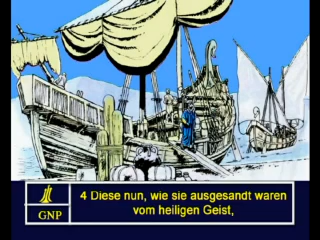 4 Diese nun, wie sie ausgesandt waren
vom heiligen Geist,
GNP